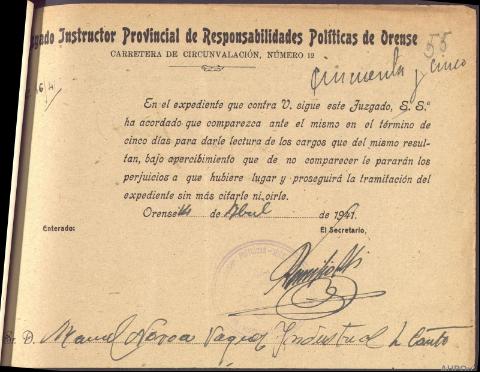 gado Instructor Provincial de Responsabilidades Políticas de Orense
CARRETERA DE CIRCUNVALACIÓN, NÚMERO 12
55
cincuenta y cinco
En el expediente que contra V. sigue este Juzgado, S. S.ª
ha acordado que comparezca ante el mismo en el término de
cinco días para darle lectura de los cargos que del mismo resul-
tan, bajo apercibimiento que de no comparecer le pararán los
perjuicios a que hubiere lugar y proseguirá la tramitación del
expediente sin más citarle ni oirle.
Orense 14 de Abril de 1941.
Enterado:
El Secretario,
Sr. D. Manuel Novoa Industrial